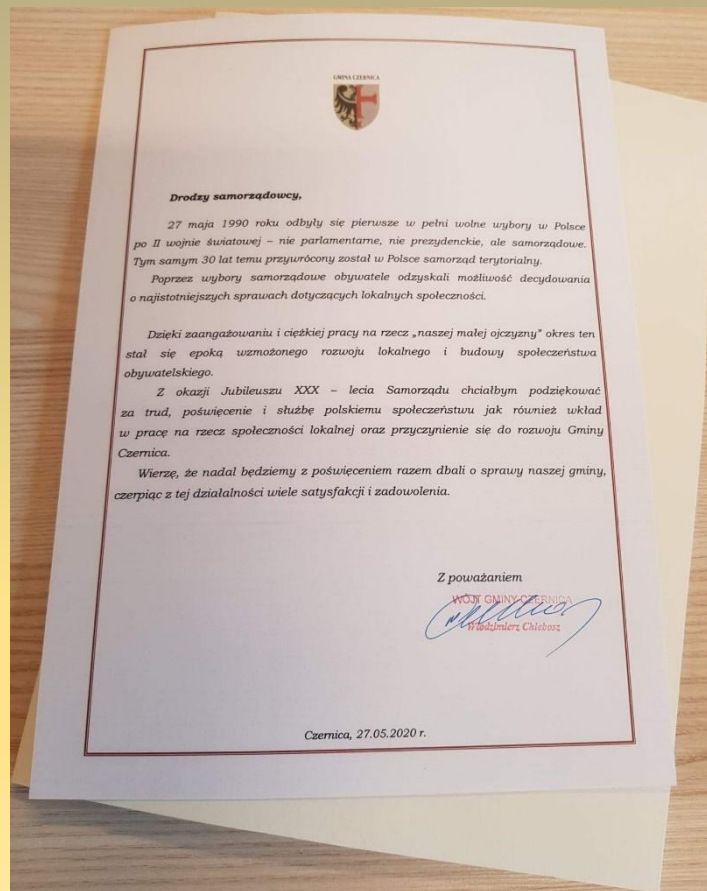 GMINA CZERNICA
Drodzy samorządowcy,
27 maja 1990 roku odbyły się pierwsze w pełni wolne wybory w Polsce
po II wojnie światowej – nie parlamentarne, nie prezydenckie, ale samorządowe.
Tym samym 30 lat temu przywrócony został w Polsce samorząd terytorialny.
Poprzez wybory samorządowe obywatele odzyskali możliwość decydowania
o najistotniejszych sprawach dotyczących lokalnych społeczności.
Dzięki zaangażowaniu i ciężkiej pracy na rzecz „naszej małej ojczyzny" okres ten
stał się epoką wzmożonego rozwoju lokalnego i budowy społeczeństwa
obywatelskiego.
Z okazji Jubileuszu XXX – lecia Samorządu chciałbym podziękować
za trud, poświęcenie i służbę polskiemu społeczeństwu jak również wkład
w pracę na rzecz społeczności lokalnej oraz przyczynienie się do rozwoju Gminy
Czernica.
Wierzę, że nadal będziemy z poświęceniem razem dbali o sprawy naszej gminy,
czerpiąc z tej działalności wiele satysfakcji i zadowolenia.
Z poważaniem
WÓJT GMINY CZERNICA
Włodzimierz Chlebosz
Czernica, 27.05.2020 r.